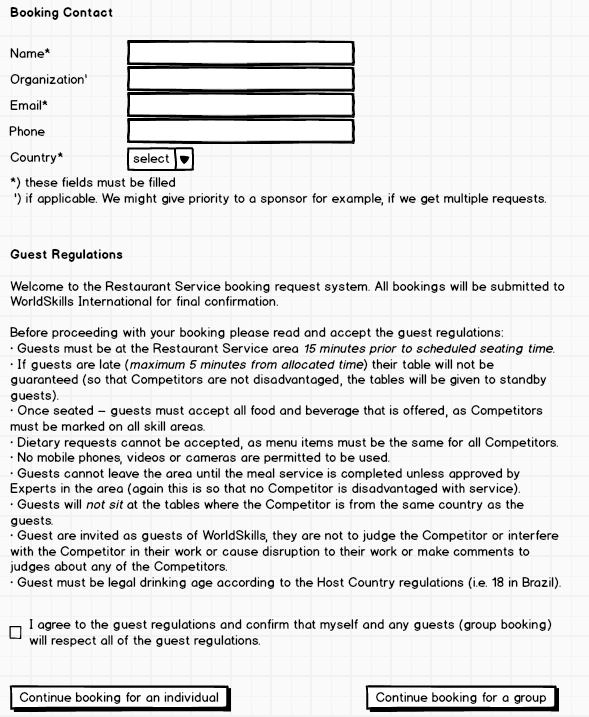 Booking Contact
Name*
Organization'
Email*
Phone
Country*
select
*) these fields must be filled
') if applicable. We might give priority to a sponsor for example, if we get multiple requests.
Guest Regulations
Welcome to the Restaurant Service booking request system. All bookings will be submitted to
WorldSkills International for final confirmation.
Before proceeding with your booking please read and accept the guest regulations:
· Guests must be at the Restaurant Service area 15 minutes prior to scheduled seating time.
· If guests are late (maximum 5 minutes from allocated time) their table will not be
guaranteed (so that Competitors are not disadvantaged, the tables will be given to standby
guests).
· Once seated – guests must accept all food and beverage that is offered, as Competitors
must be marked on all skill areas.
· Dietary requests cannot be accepted, as menu items must be the same for all Competitors.
· No mobile phones, videos or cameras are permitted to be used.
· Guests cannot leave the area until the meal service is completed unless approved by
Experts in the area (again this is so that no Competitor is disadvantaged with service).
· Guests will not sit at the tables where the Competitor is from the same country as the
guests.
· Guest are invited as guests of WorldSkills, they are not to judge the Competitor or interfere
with the Competitor in their work or cause disruption to their work or make comments to
judges about any of the Competitors.
· Guest must be legal drinking age according to the Host Country regulations (i.e. 18 in Brazil).
I agree to the guest regulations and confirm that myself and any guests (group booking)
will respect all of the guest regulations.
Continue booking for an individual
Continue booking for a group